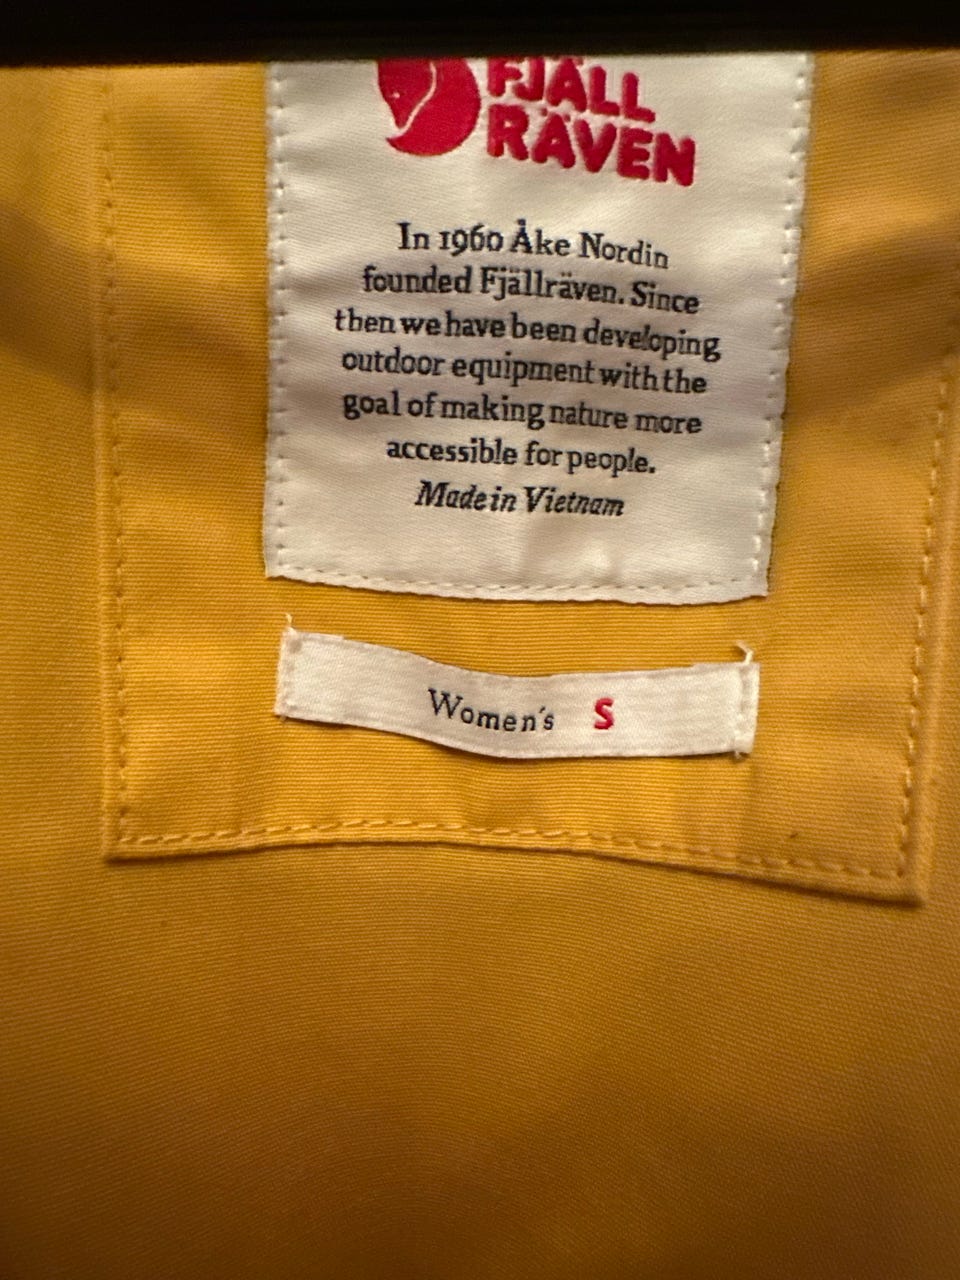 FJÄLL
RÄVEN
In 1960 Åke Nordin
founded Fjällräven. Since
then we have been developing
outdoor equipment with the
goal of making nature more
accessible for people.
Made in Vietnam
Women's S